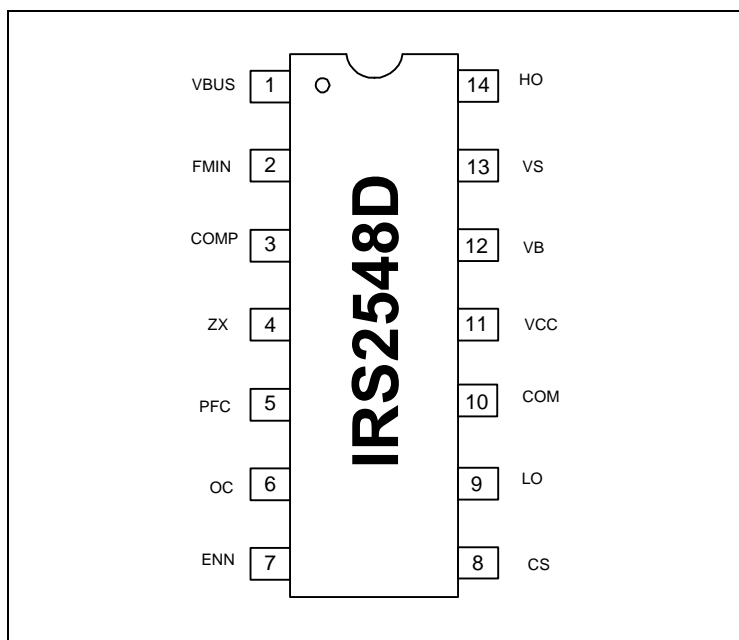 VBUS 1 14 HO
FMIN 2 13 VS
COMP 3 12 VB
ZX 4 11 VCC
PFC 5 10 COM
OC 6 9 LO
ENN 7 8 CS
IRS2548D